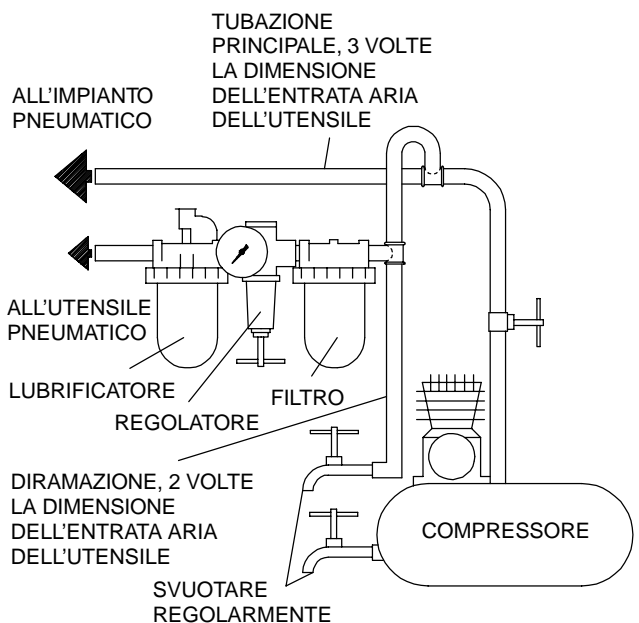 TUBAZIONE
PRINCIPALE, 3 VOLTE
LA DIMENSIONE
DELL'ENTRATA ARIA
DELL'UTENSILE
ALL'IMPIANTO
PNEUMATICO
ALL'UTENSILE
PNEUMATICO
LUBRIFICATORE
REGOLATORE
FILTRO
DIRAMAZIONE, 2 VOLTE
LA DIMENSIONE
DELL'ENTRATA ARIA
DELL'UTENSILE
COMPRESSORE
SVUOTARE
REGOLARMENTE